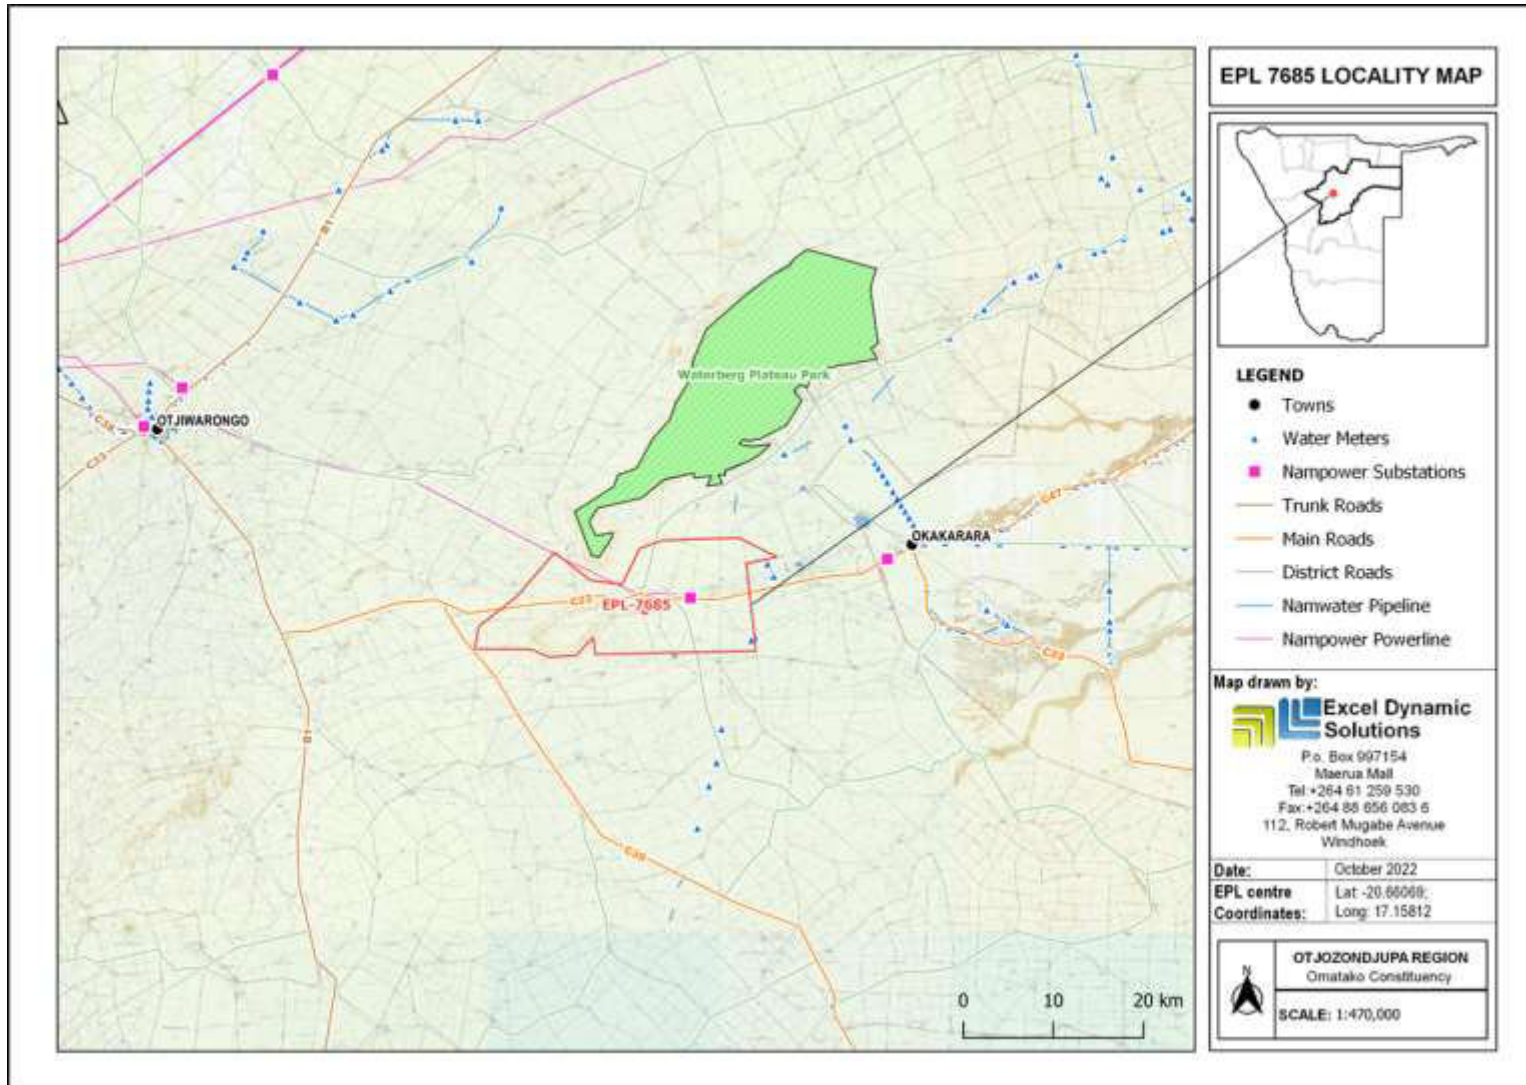 EPL 7685 LOCALITY MAP
B1
Waterberg Plateau Park
OTJIWARONGO
C38
C33
OKAKARARA
C47
C22
EPL-7685
C22
B1
C30
0 10 20 km
LEGEND
Towns
Water Meters
Nampower Substations
Trunk Roads
Main Roads
District Roads
Namwater Pipeline
Nampower Powerline
Map drawn by:
Excel Dynamic
Solutions
P.o. Box 997154
Maerua Mall
Tel:+264 61 259 530
Fax:+264 88 656 083 6
112, Robert Mugabe Avenue
Windhoek
Date: October 2022
EPL centre Lat: -20.66069;
Coordinates: Long: 17.15812
N
OTJOZONDJUPA REGION
Omatako Constituency
SCALE: 1:470,000